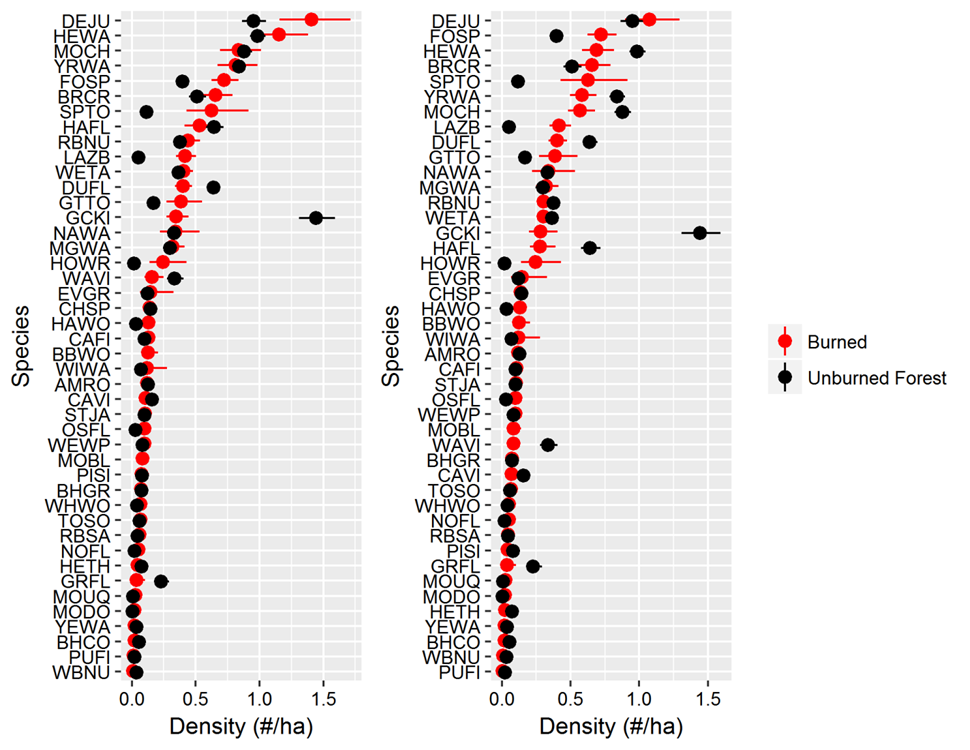 Species
DEJU
HEWA
MOCH
YRWA
FOSP
BRCR
SPTO
HAFL
RBNU
LAZB
WETA
DUFL
GTTO
GCKI
NAWA
MGWA
HOWR
WAVI
EVGR
CHSP
HAWO
CAFI
BBWO
WIWA
AMRO
CAVI
STJA
OSFL
WEWP
MOBL
PISI
BHGR
WHWO
TOSO
RBSA
NOFL
HETH
GRFL
MOUQ
MODO
YEWA
BHCO
PUFI
WBNU
0.0 0.5 1.0 1.5
Density (#/ha)
Species
DEJU
FOSP
HEWA
BRCR
SPTO
YRWA
MOCH
LAZB
DUFL
GTTO
NAWA
MGWA
RBNU
WETA
GCKI
HAFL
HOWR
EVGR
CHSP
HAWO
BBWO
WIWA
AMRO
CAFI
STJA
OSFL
WEWP
MOBL
WAVI
BHGR
CAVI
TOSO
WHWO
NOFL
RBSA
PISI
GRFL
MOUQ
MODO
HETH
YEWA
BHCO
WBNU
PUFI
0.0 0.5 1.0 1.5
Density (#/ha)
Burned
Unburned Forest